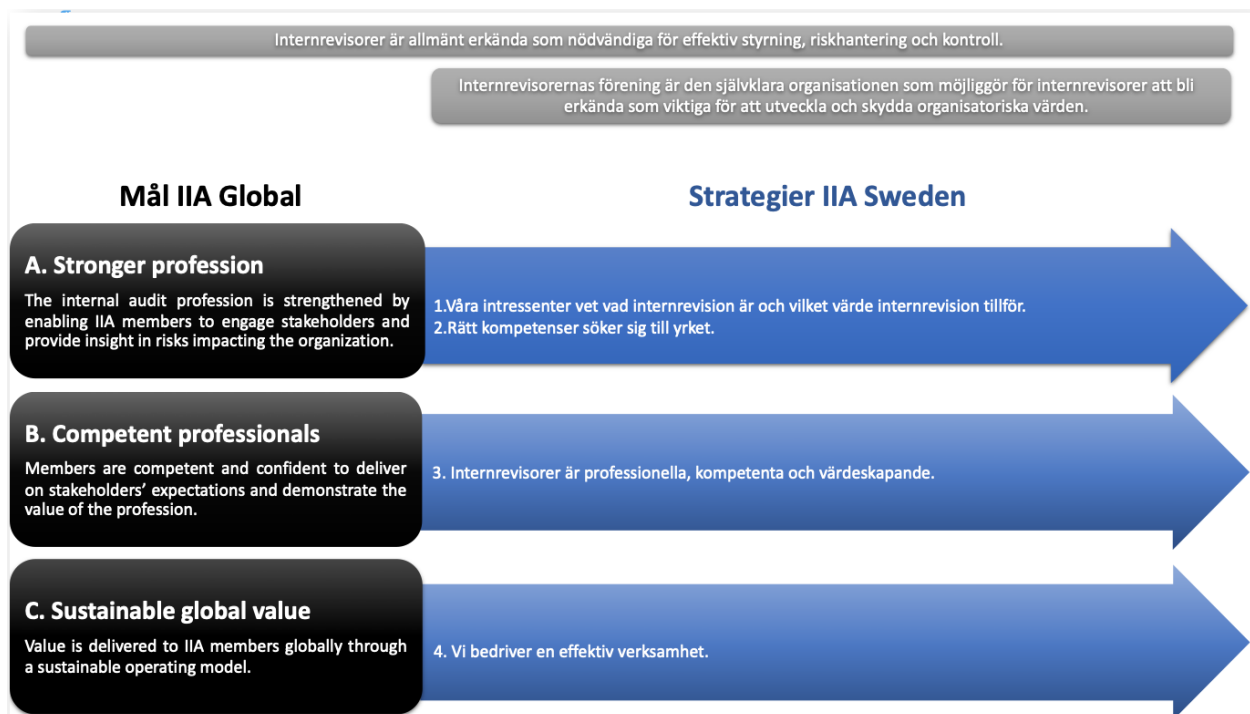 Internrevisorer är allmänt erkända som nödvändiga för effektiv styrning, riskhantering och kontroll.
Internrevisorernas förening är den självklara organisationen som möjliggör för internrevisorer att bli
erkända som viktiga för att utveckla och skydda organisatoriska värden.
Mål IIA Global
Strategier IIA Sweden
A. Stronger profession
The internal audit profession is strengthened by
enabling IIA members to engage stakeholders and
provide insight in risks impacting the organization.
1.Våra intressenter vet vad internrevision är och vilket värde internrevision tillför.
2.Rätt kompetenser söker sig till yrket.
B. Competent professionals
Members are competent and confident to deliver
on stakeholders’ expectations and demonstrate the
value of the profession.
3. Internrevisorer är professionella, kompetenta och värdeskapande.
C. Sustainable global value
Value is delivered to IIA members globally through
a sustainable operating model.
4. Vi bedriver en effektiv verksamhet.